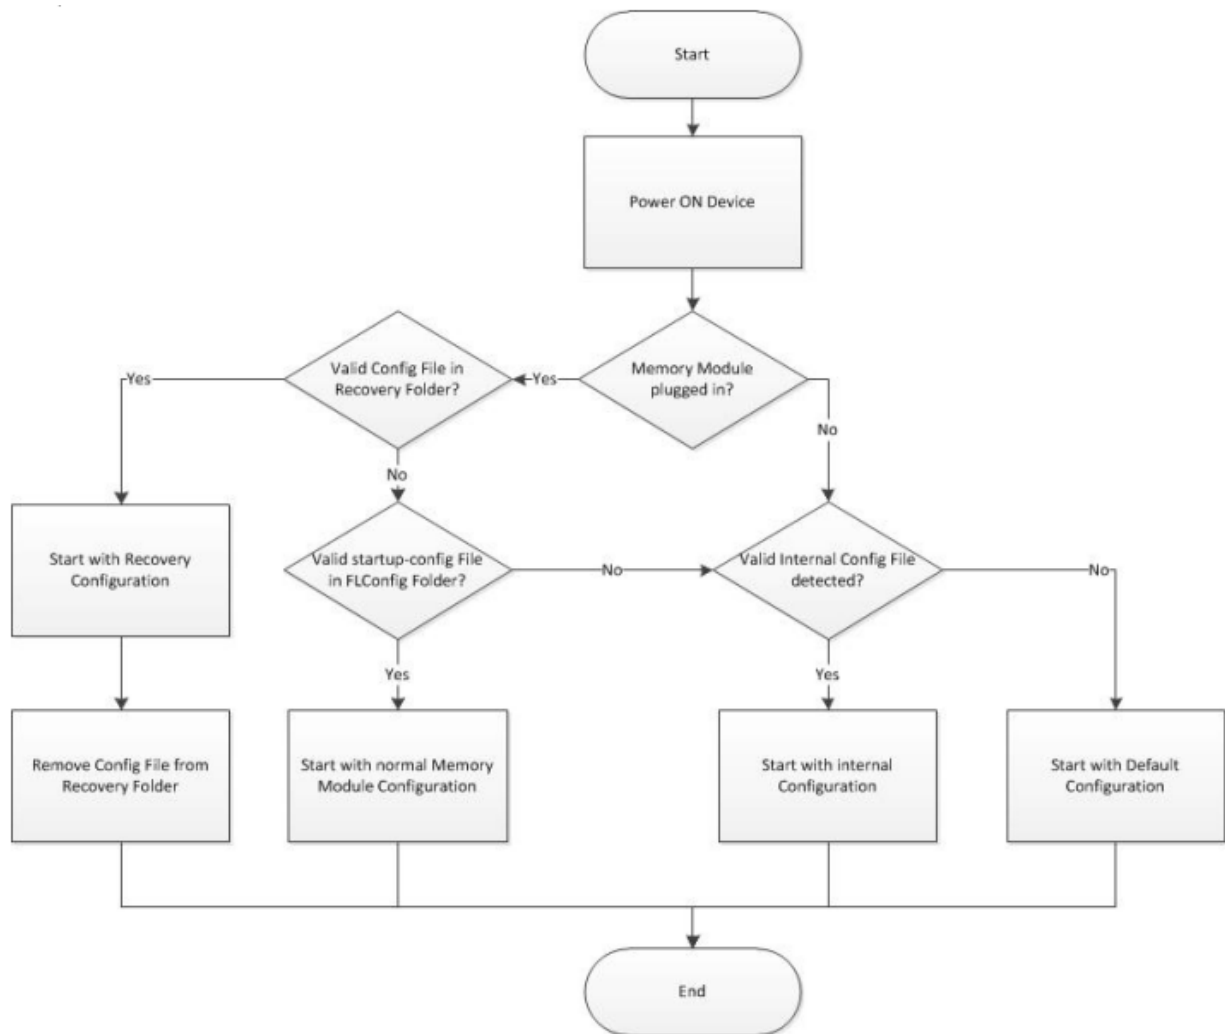 Start
Power ON Device
Memory Module
plugged in?
Yes
No
Valid Config File in
Recovery Folder?
Yes
No
Start with Recovery
Configuration
Valid startup-config File
in FLConfig Folder?
No
Yes
Valid Internal Config File
detected?
No
Yes
Remove Config File from
Recovery Folder
Start with normal Memory
Module Configuration
Start with internal
Configuration
Start with Default
Configuration
End